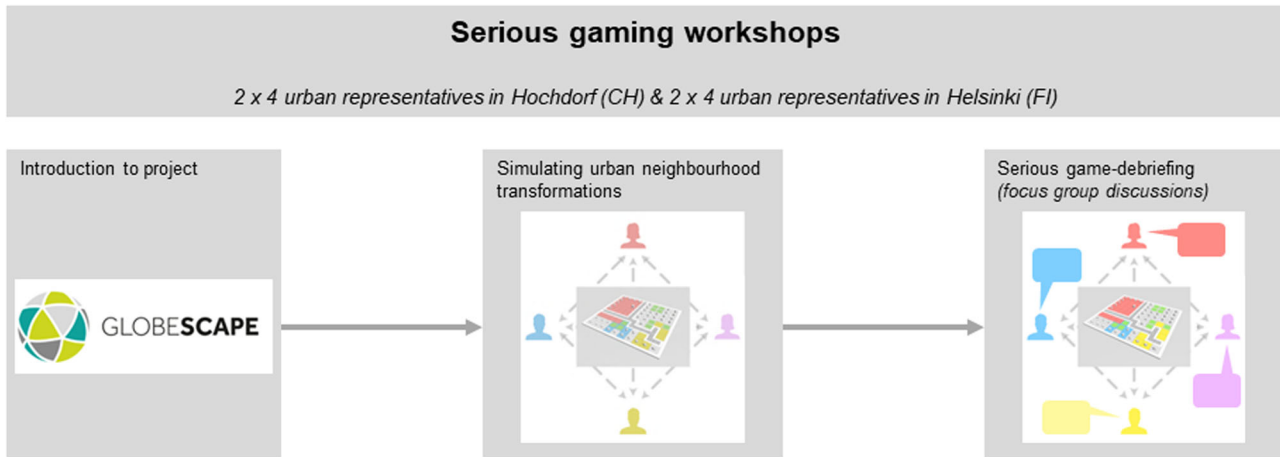 Serious gaming workshops
2 x 4 urban representatives in Hochdorf (CH) & 2 x 4 urban representatives in Helsinki (FI)
Introduction to project
GLOBESCAPE
Simulating urban neighbourhood
transformations
Serious game-debriefing
(focus group discussions)